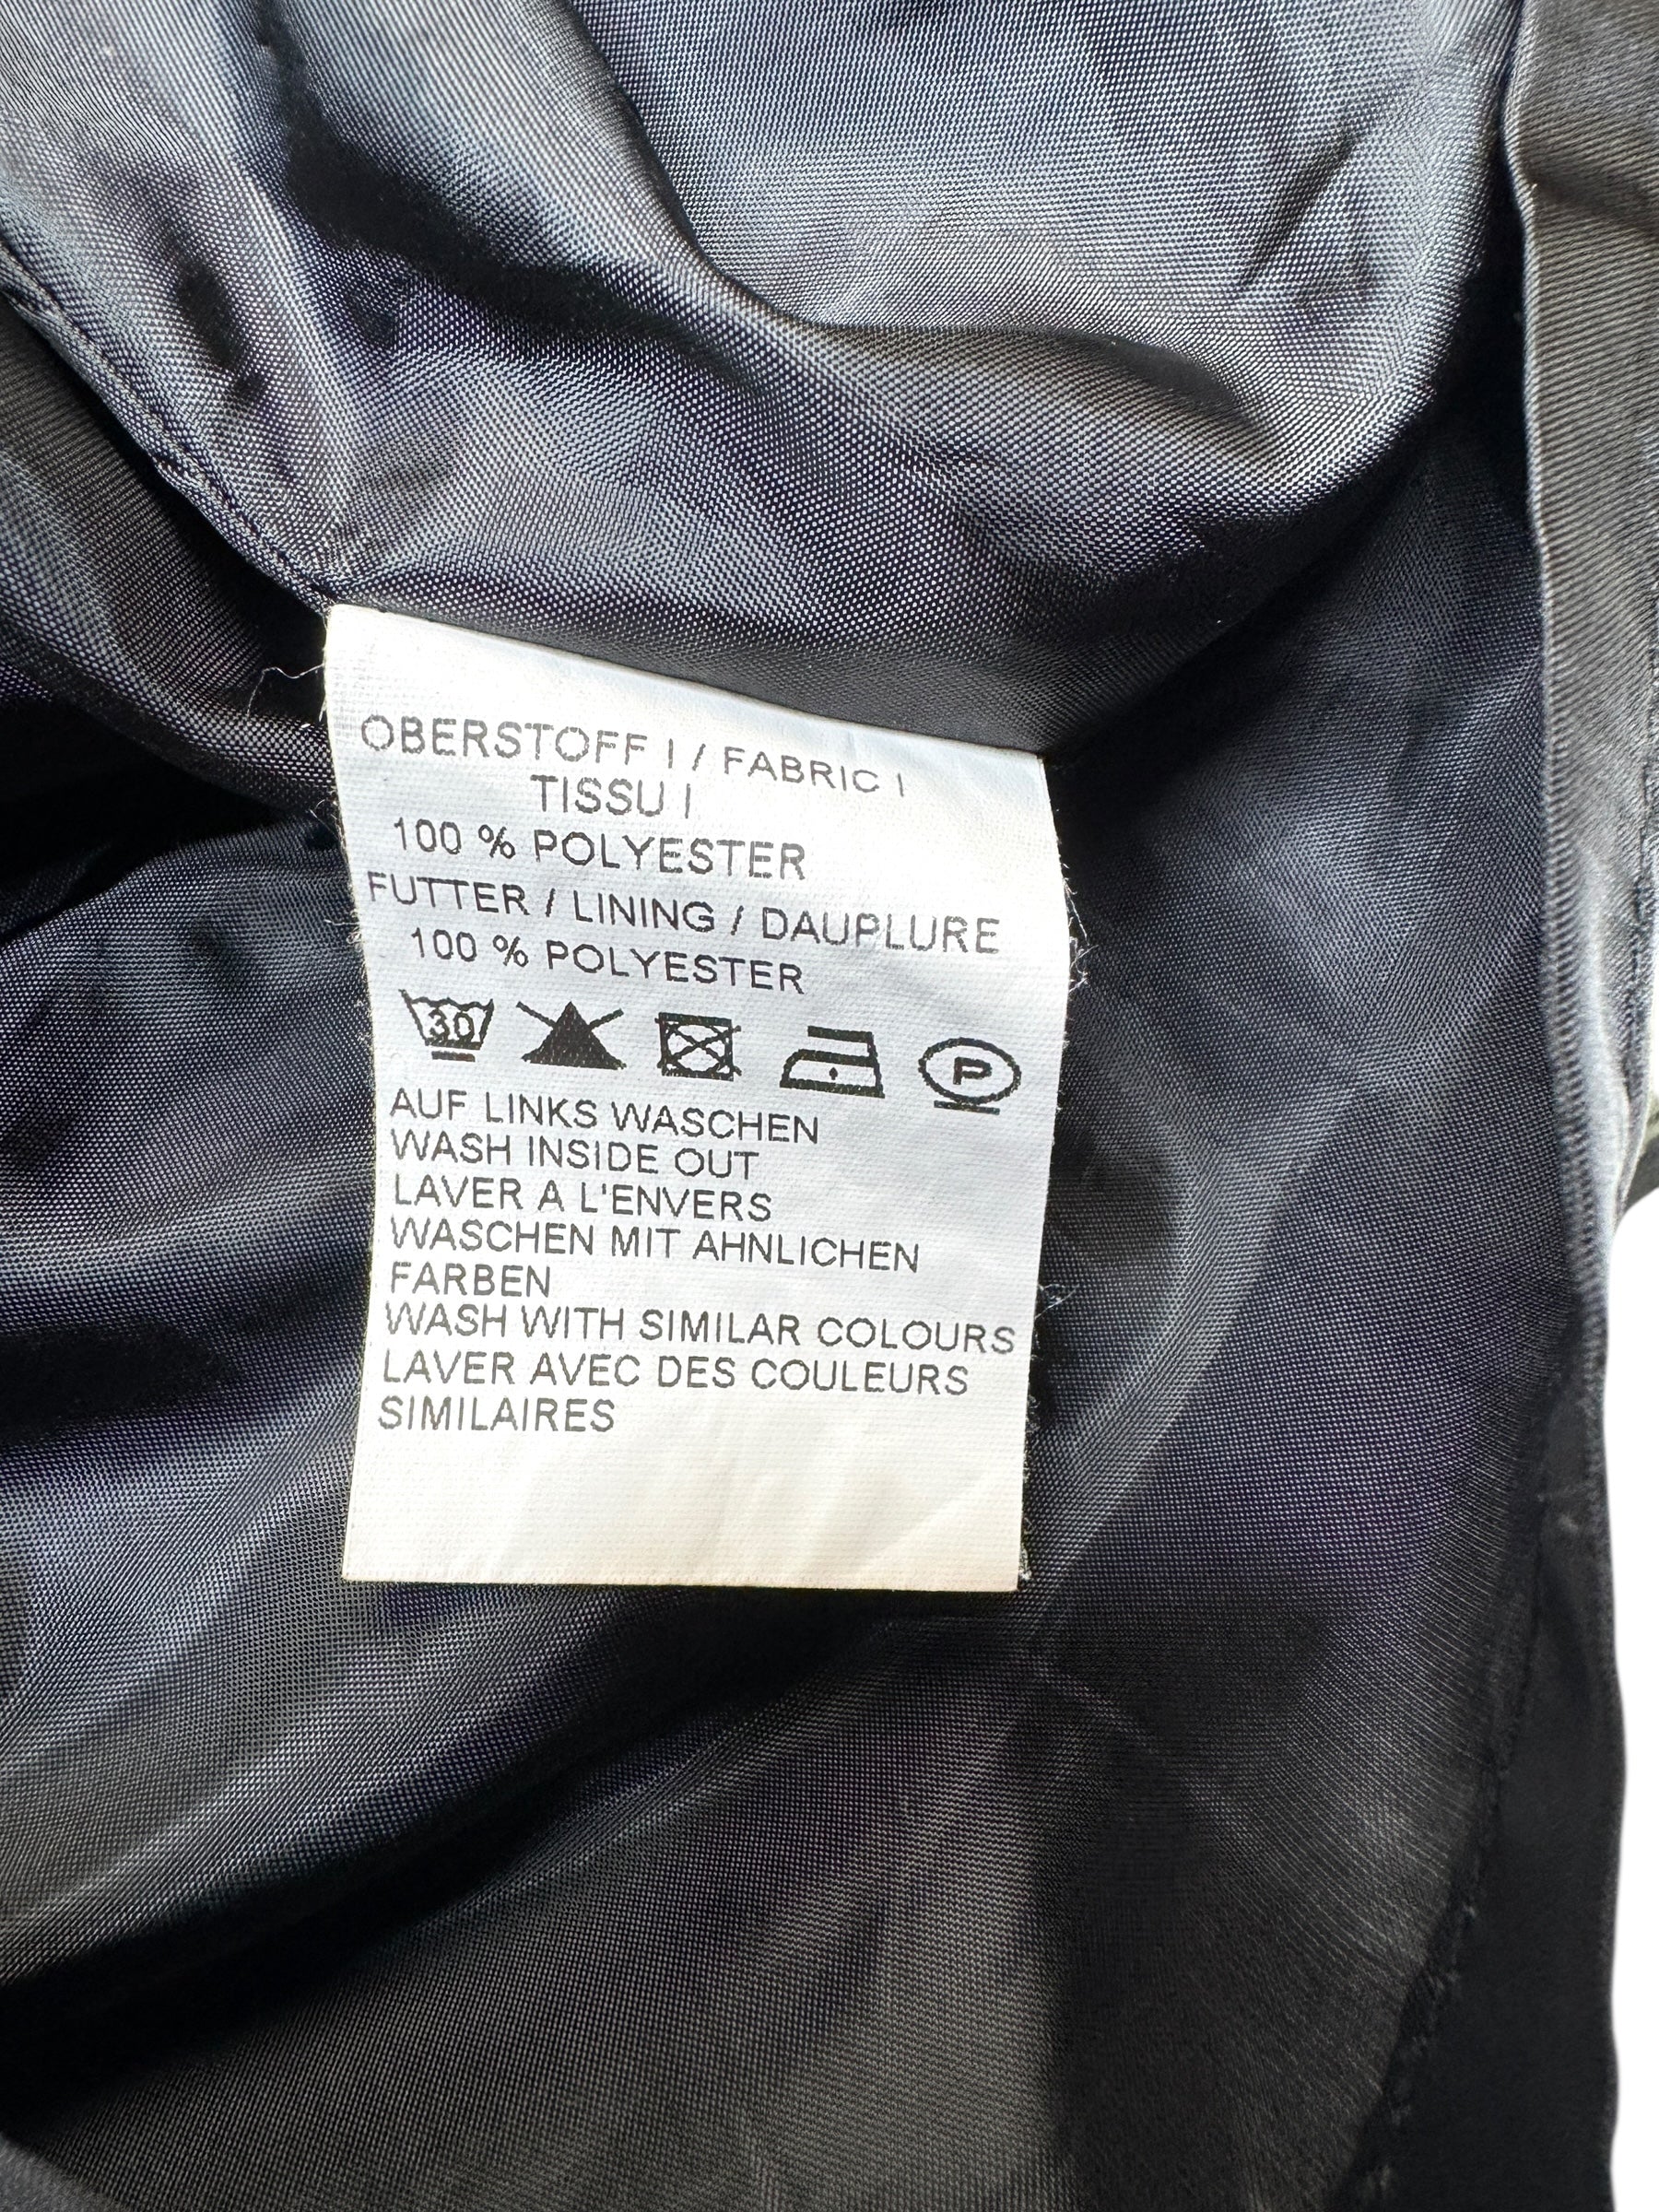 OBERSTOFF I / FABRIC I
TISSU I
100 % POLYESTER
FUTTER / LINING / DAUPLURE
100 % POLYESTER
30 P
AUF LINKS WASCHEN
WASH INSIDE OUT
LAVER A L'ENVERS
WASCHEN MIT AHNLICHEN
FARBEN
WASH WITH SIMILAR COLOURS
LAVER AVEC DES COULEURS
SIMILAIRES